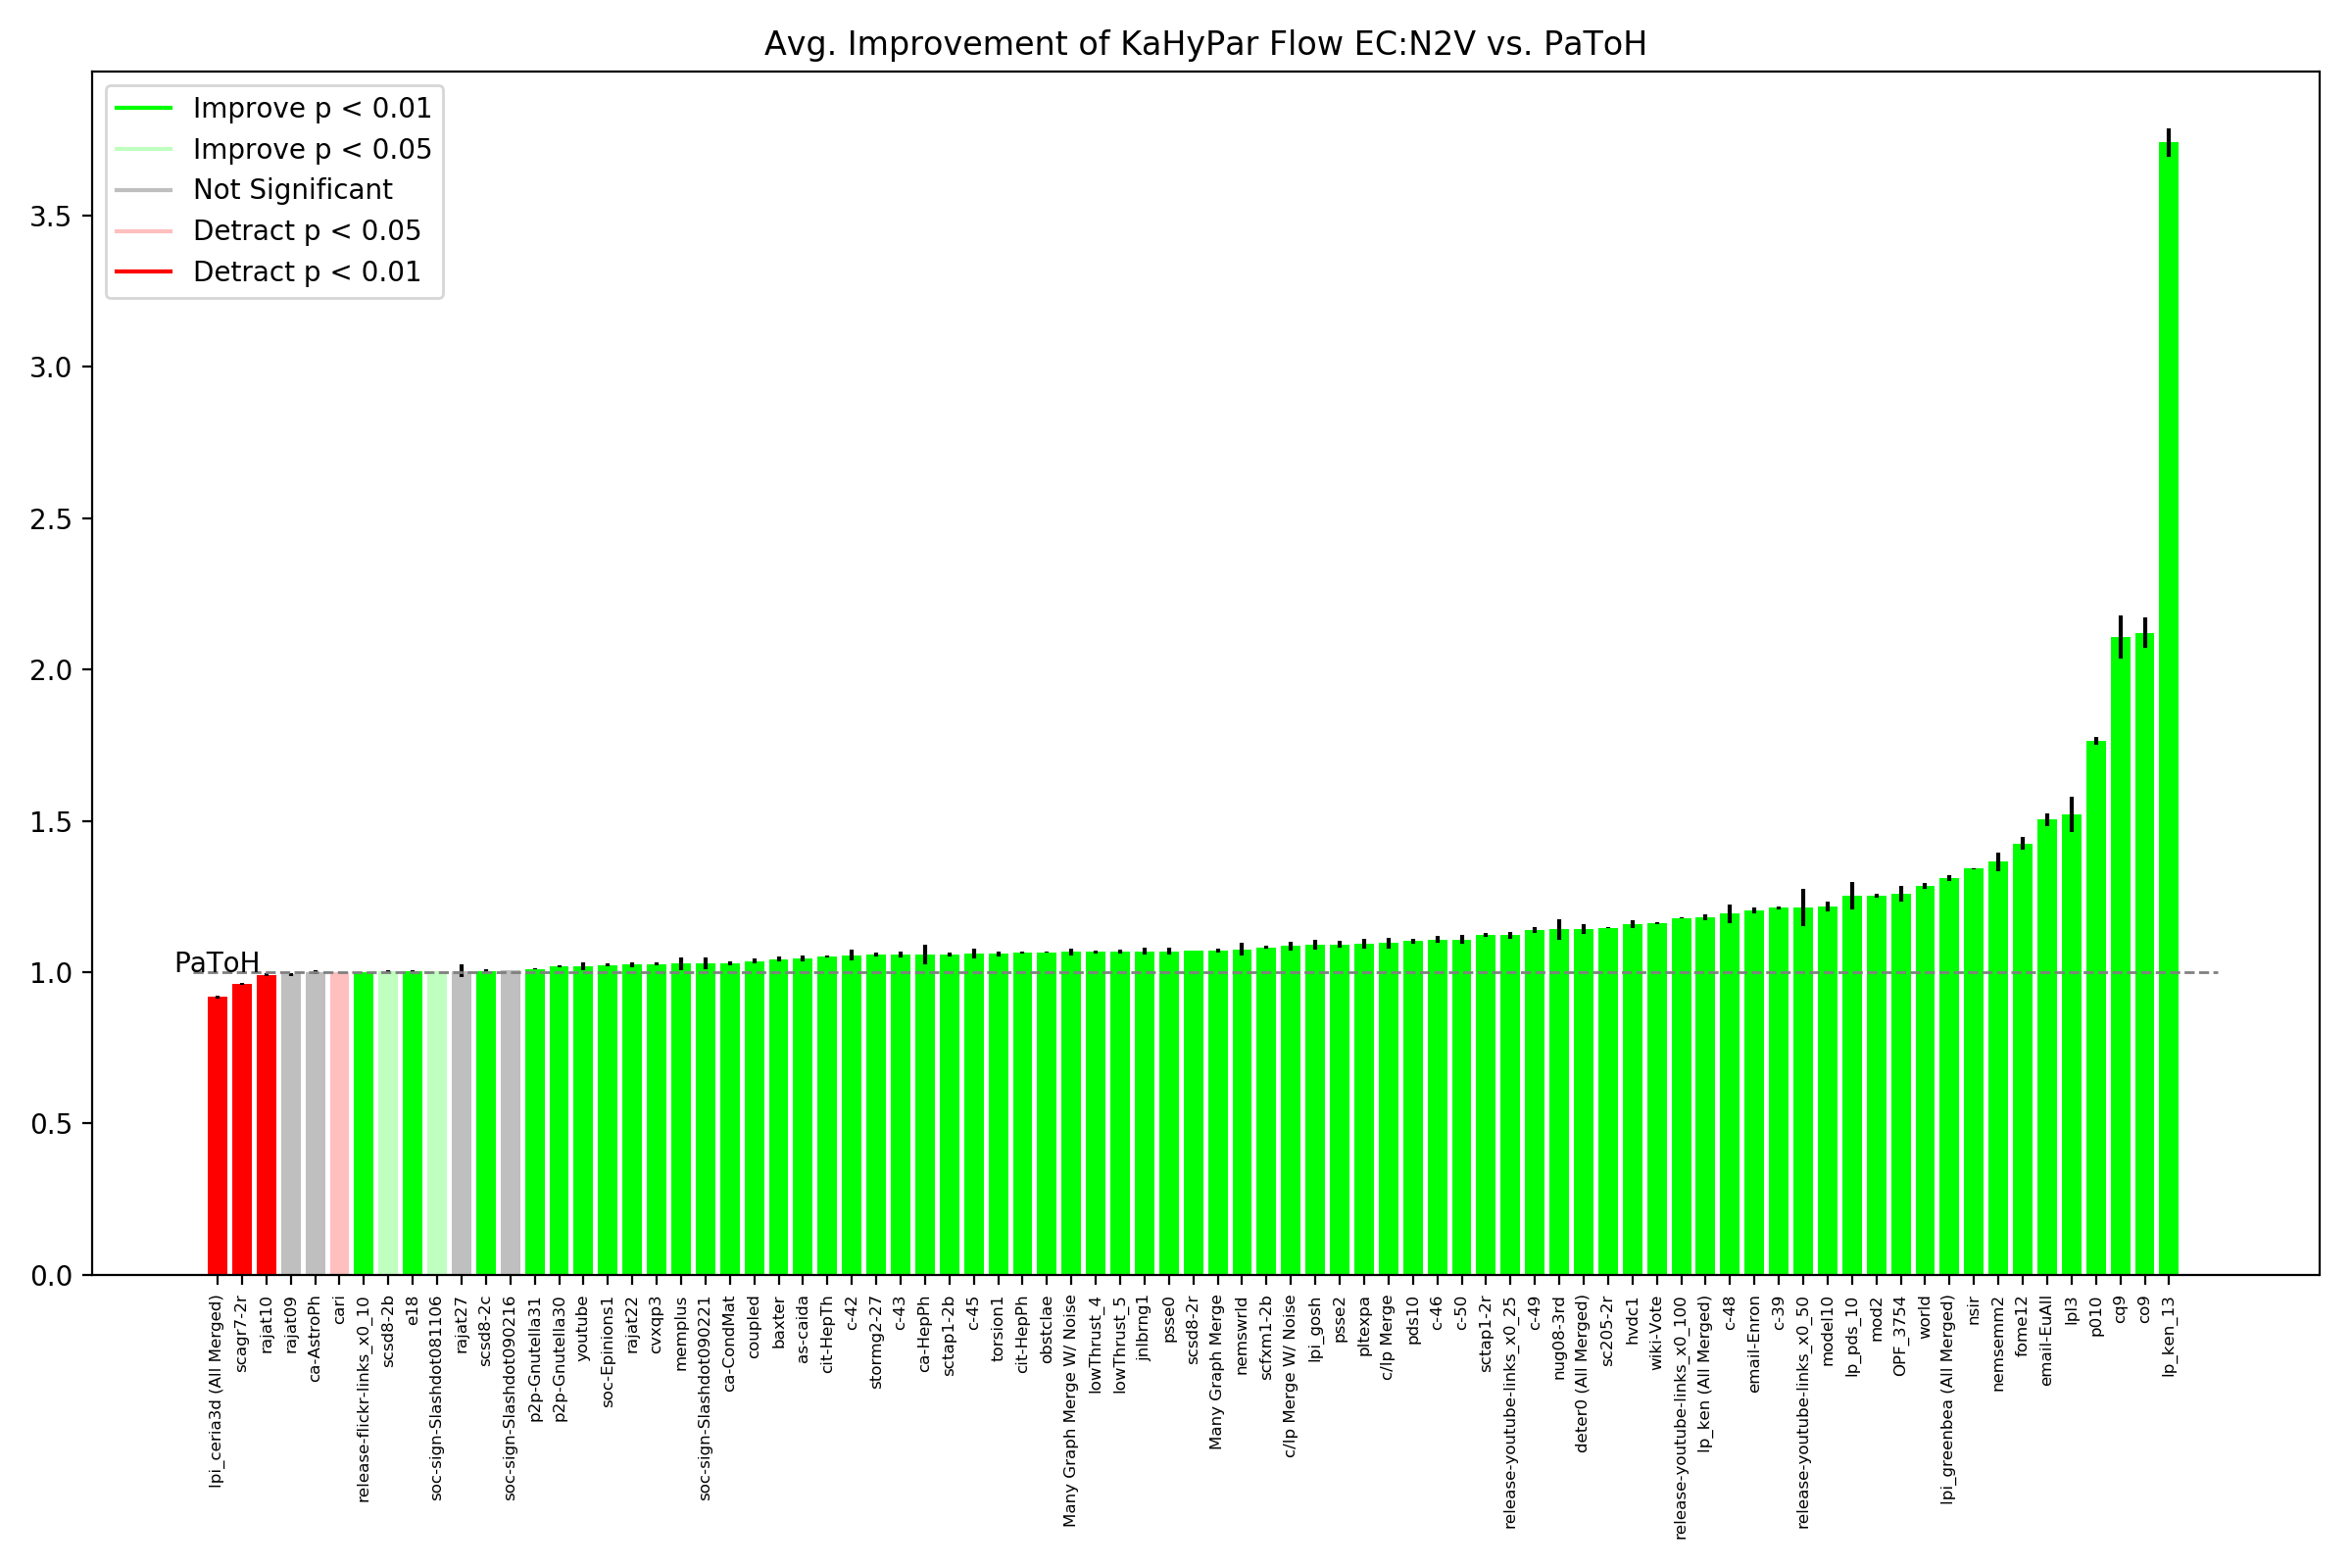 Avg. Improvement of KaHyPar Flow EC:N2V vs. PaToH
Improve p < 0.01
Improve p < 0.05
Not Significant
Detract p < 0.05
Detract p < 0.01
3.5
3.0
2.5
2.0
1.5
1.0
0.5
0.0
PaToH
lpi_ceria3d (All Merged)
scagr7-2r
rajat10
rajat09
ca-AstroPh
cari
release-flickr-links_x0_10
scsd8-2b
e18
soc-sign-Slashdot081106
rajat27
scsd8-2c
soc-sign-Slashdot090216
p2p-Gnutella31
p2p-Gnutella30
youtube
soc-Epinions1
rajat22
cvxqp3
memplus
soc-sign-Slashdot090221
ca-CondMat
coupled
baxter
as-caida
cit-HepTh
c-42
stormg2-27
c-43
ca-HepPh
sctap1-2b
c-45
torsion1
cit-HepPh
obstclae
Many Graph Merge W/ Noise
lowThrust_4
lowThrust_5
jnlbrng1
psse0
scsd8-2r
Many Graph Merge
nemswrld
scfxm1-2b
c/lp Merge W/ Noise
lpi_gosh
psse2
pltexpa
c/lp Merge
pds10
c-46
c-50
sctap1-2r
release-youtube-links_x0_25
c-49
nug08-3rd
deter0 (All Merged)
sc205-2r
hvdc1
wiki-Vote
release-youtube-links_x0_100
lp_ken (All Merged)
c-48
email-Enron
c-39
release-youtube-links_x0_50
model10
lp_pds_10
mod2
OPF_3754
world
lpi_greenbea (All Merged)
nsir
nemsemm2
fome12
email-EuAll
lpl3
p010
cq9
co9
lp_ken_13